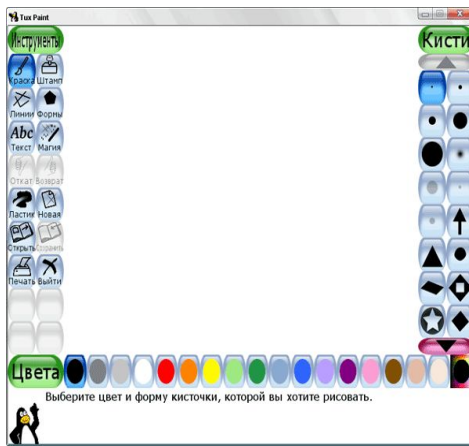 Tux Paint
Инструменты
Кисти
Краска Штамп
Линии Формы
Abc
Текст Магия
Откат Возврат
Ластик Новая
Открыть Сохранить
Печать Выйти
Цвета
Выберите цвет и форму кисточки, которой вы хотите рисовать.